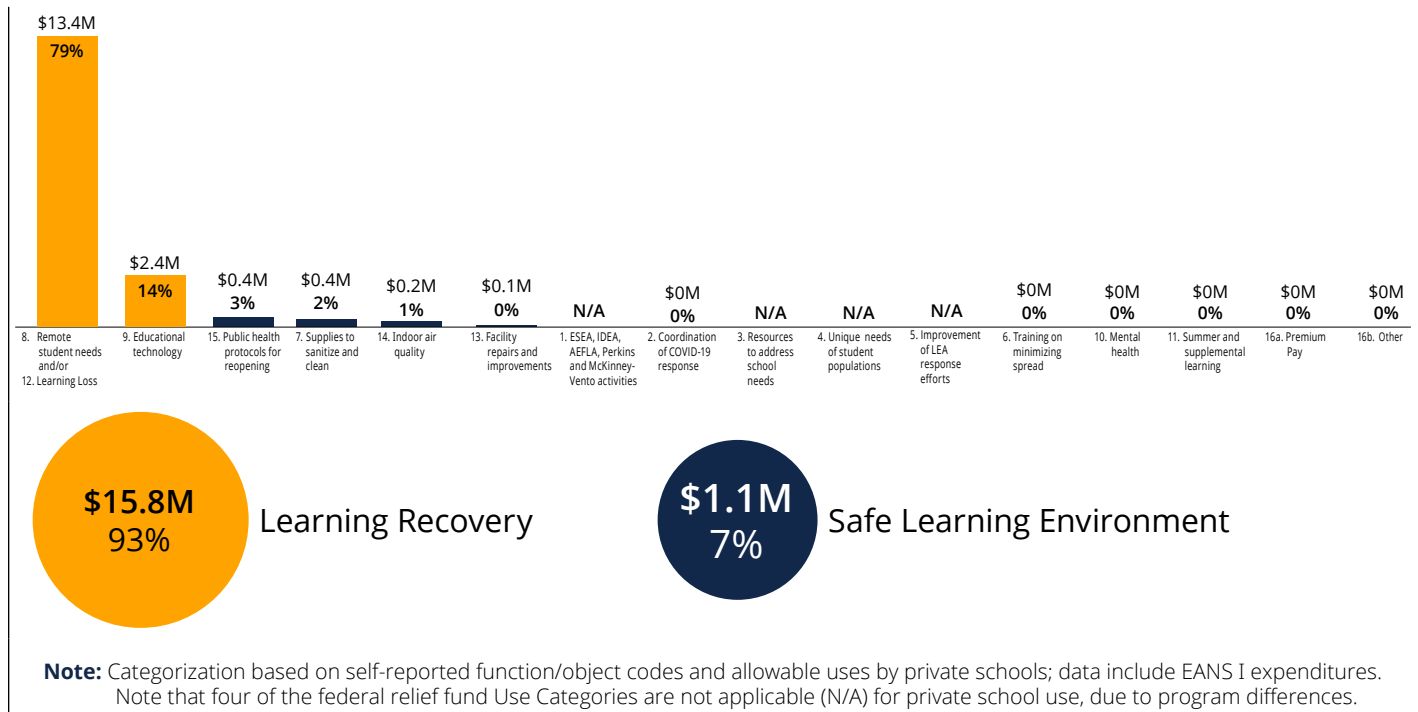 $13.4M
79%
$2.4M
14%
$0.4M
3%
$0.4M
2%
$0.2M
1%
$0.1M
0%
N/A
$0M
0%
N/A
N/A
N/A
$0M
0%
$0M
0%
$0M
0%
$0M
0%
$0M
0%
8. Remote
student needs
and/or
12. Learning Loss
9. Educational
technology
15. Public health
protocols for
reopening
7. Supplies to
sanitize and
clean
14. Indoor air
quality
13. Facility
repairs and
improvements
1. ESEA, IDEA,
AEFLA, Perkins
and McKinney-
Vento activities
2. Coordination
of COVID-19
response
3. Resources
to address
school
needs
4. Unique needs
of student
populations
5. Improvement
of LEA
response
efforts
6. Training on
minimizing
spread
10. Mental
health
11. Summer and
supplemental
learning
16a. Premium
Pay
16b. Other
$15.8M
93%
Learning Recovery
$1.1M
7%
Safe Learning Environment
Note: Categorization based on self-reported function/object codes and allowable uses by private schools; data include EANS I expenditures.
Note that four of the federal relief fund Use Categories are not applicable (N/A) for private school use, due to program differences.